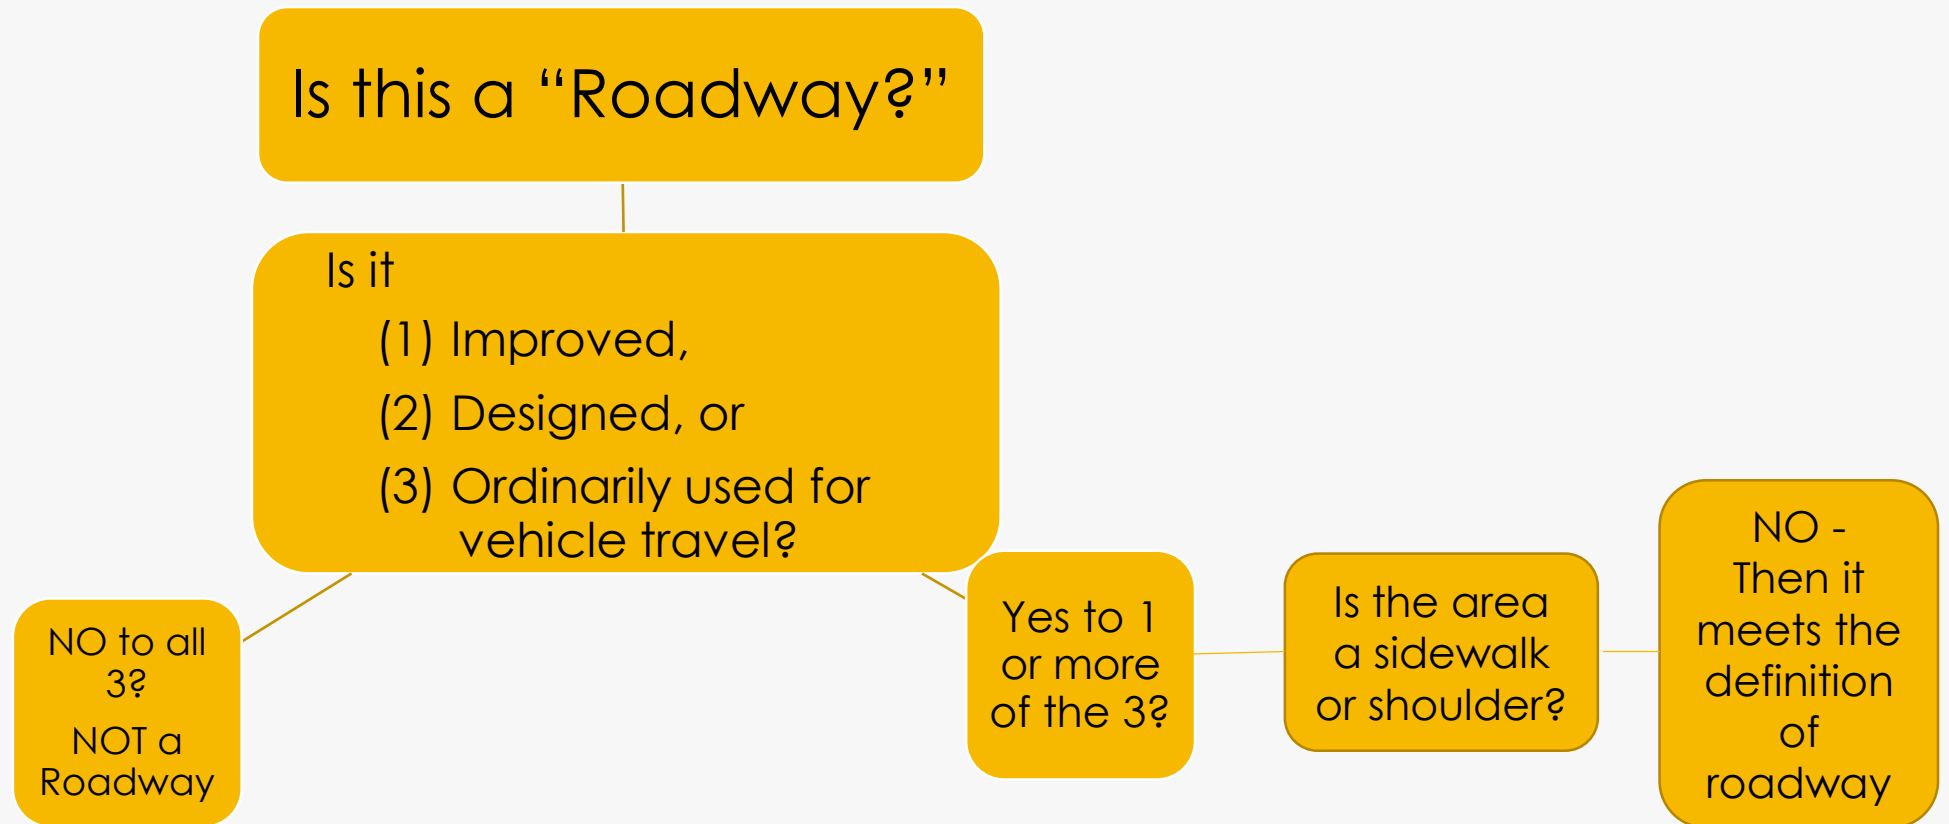 Is this a “Roadway?”
Is it
(1) Improved,
(2) Designed, or
(3) Ordinarily used for
vehicle travel?
NO to all
3?
NOT a
Roadway
Yes to 1
or more
of the 3?
Is the area
a sidewalk
or shoulder?
NO -
Then it
meets the
definition
of
roadway